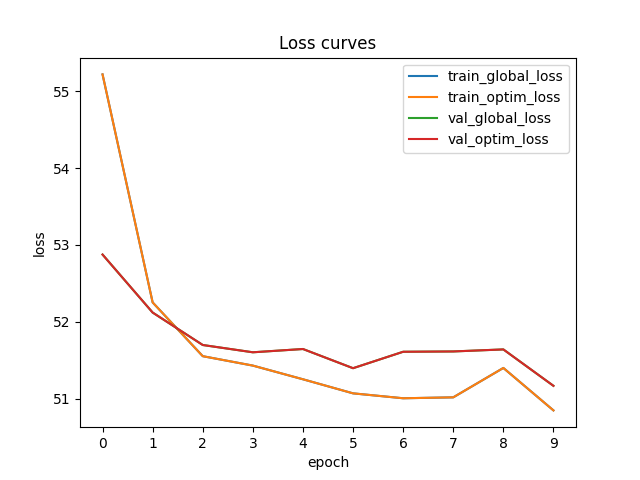 Loss curves
train_global_loss
train_optim_loss
val_global_loss
val_optim_loss
55
54
53
52
51
loss
0 1 2 3 4 5 6 7 8 9
epoch